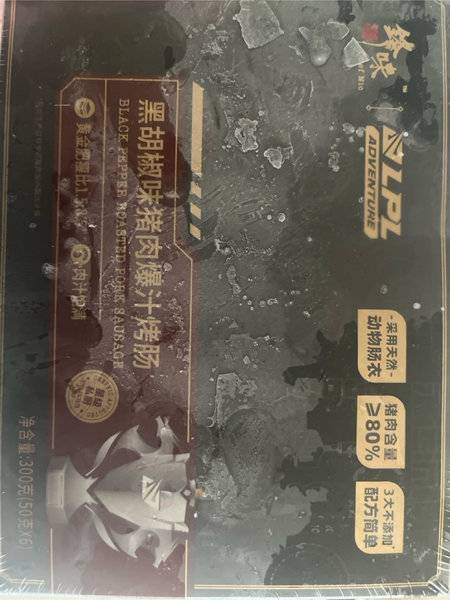 鋒味
LPL
ADVENTURE
采用天然
动物肠衣
猪肉含量
≥80%
3大不添加
配方简单
黑胡椒味猪肉爆汁烤肠
BLACK PEPPER ROASTED PORK SAUSAGE
净含量:300克(50克X6)